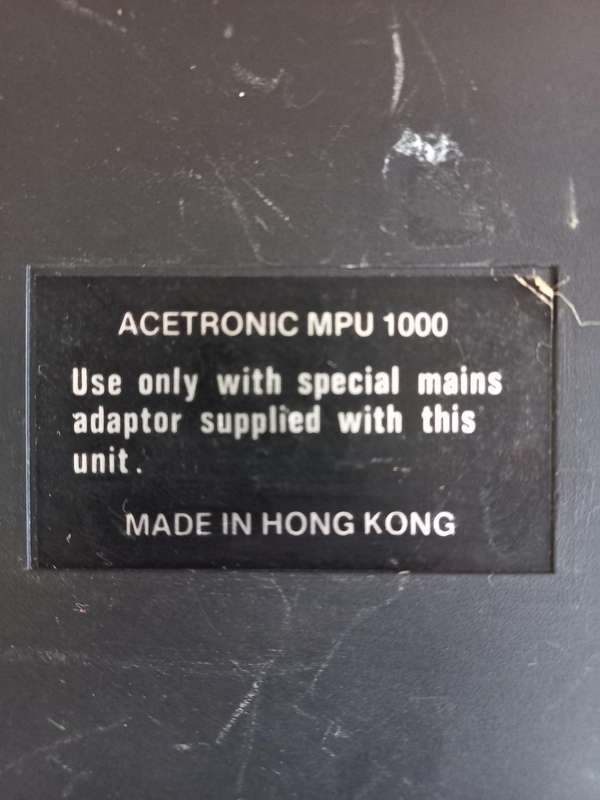 ACETRONIC MPU 1000
Use only with special mains
adaptor supplied with this
unit.
MADE IN HONG KONG